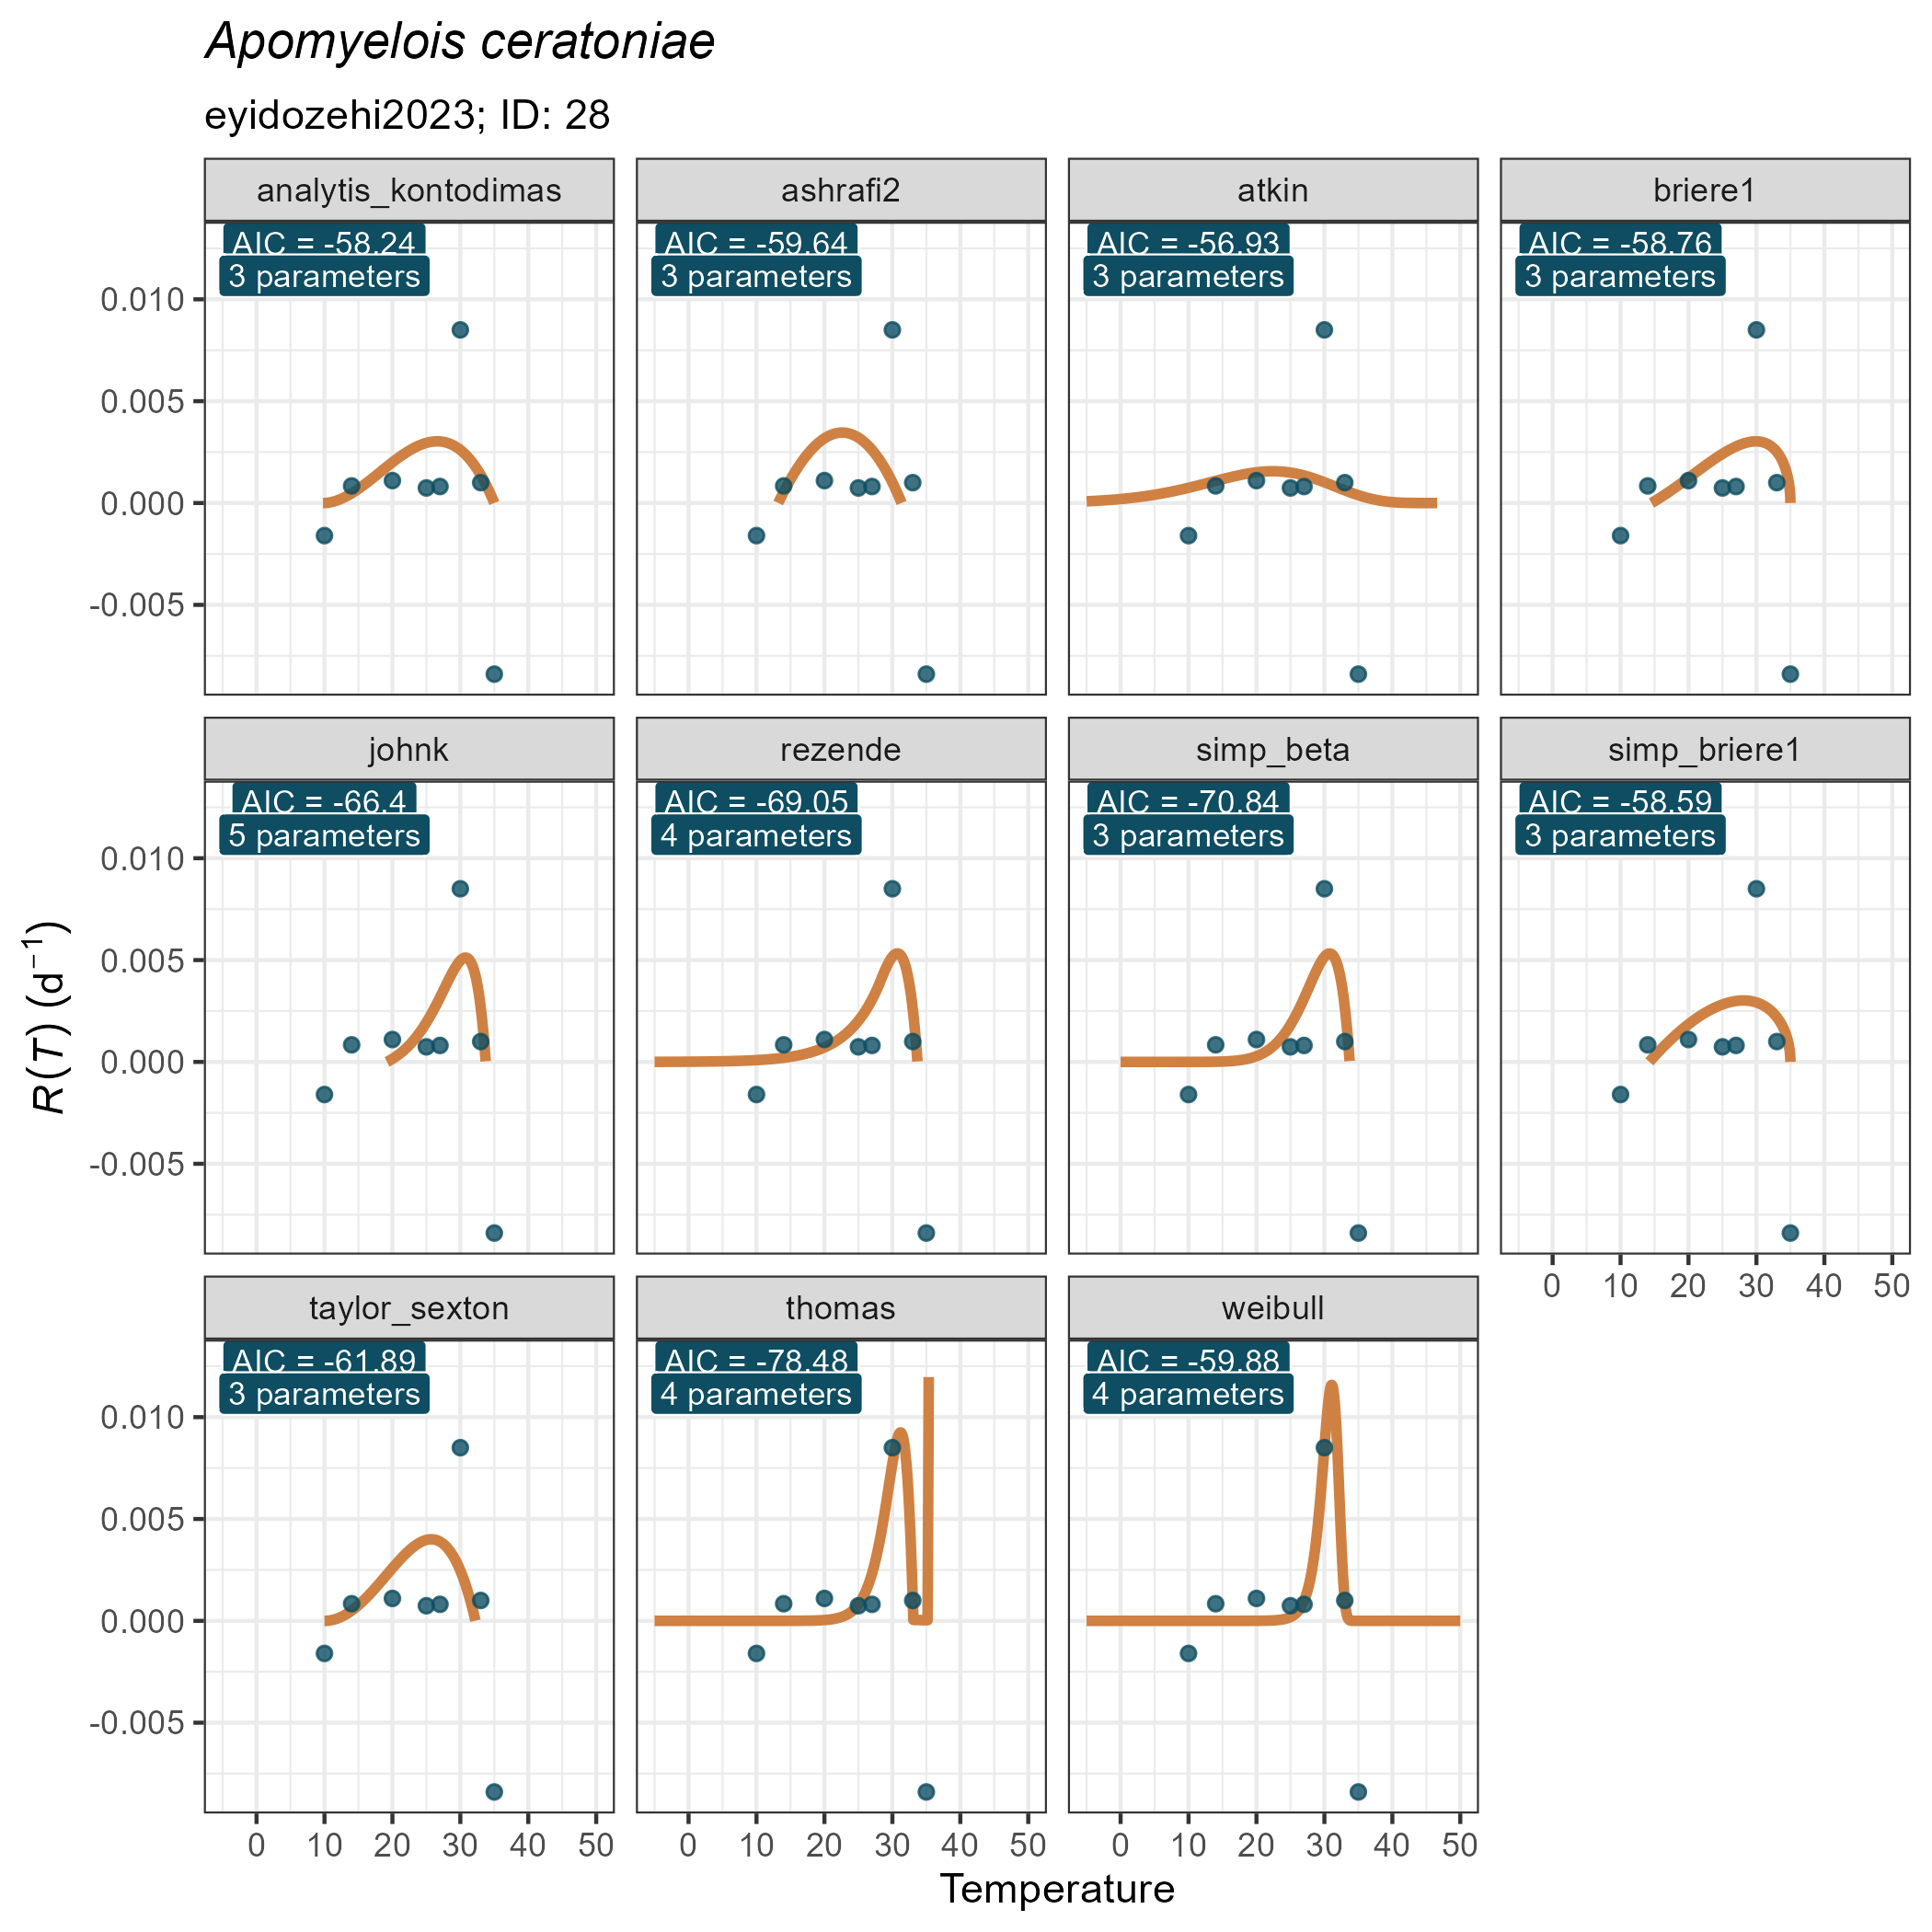 Apomyelois ceratoniae
eyidozehi2023; ID: 28
analytis_kontodimas ashrafi2 atkin briere1
AIC = -58.24 AIC = -59.64 AIC = -56.93 AIC = -58.76
3 parameters 3 parameters 3 parameters 3 parameters
0.010
0.005
0.000
-0.005
johnk rezende simp_beta simp_briere1
AIC = -66.4 AIC = -69.05 AIC = -70.84 AIC = -58.59
5 parameters 4 parameters 3 parameters 3 parameters
0.010
0.005
0.000
-0.005
R(T) (d⁻¹)
0 10 20 30 40 50
taylor_sexton thomas weibull
AIC = -61.89 AIC = -78.48 AIC = -59.88
3 parameters 4 parameters 4 parameters
0.010
0.005
0.000
-0.005
0 10 20 30 40 50 0 10 20 30 40 50 0 10 20 30 40 50
Temperature